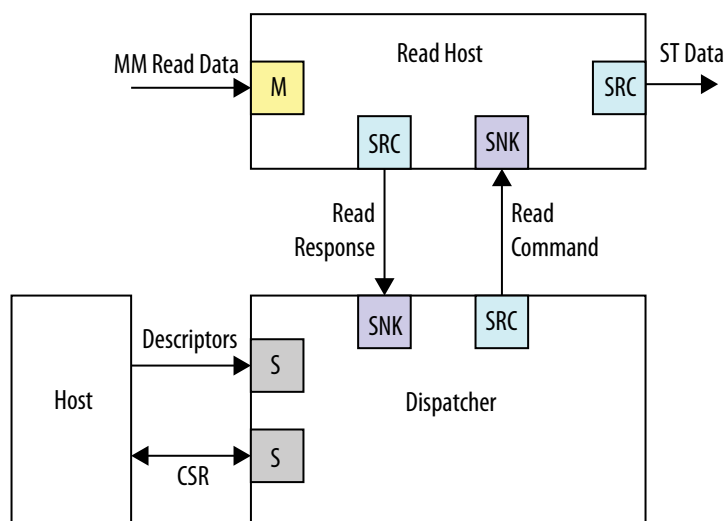 Read Host
MM Read Data
ST Data
M
SRC
SRC
SNK
Read
Response
Read
Command
SNK
SRC
Descriptors
S
Host
Dispatcher
S
CSR